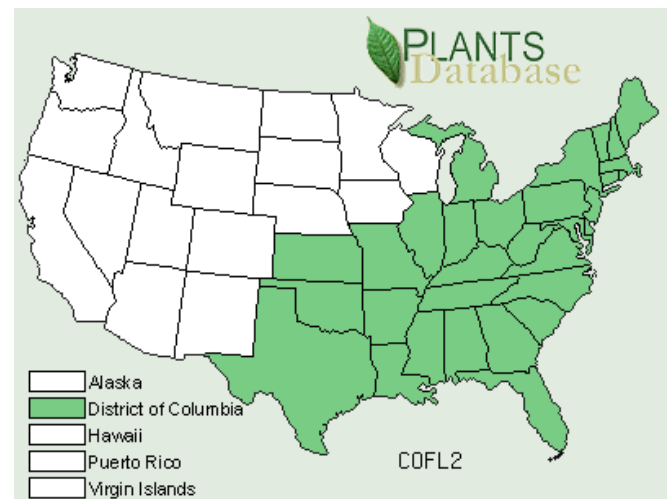 PLANTS
Database
Alaska
District of Columbia
Hawaii
Puerto Rico
Virgin Islands
COFL2